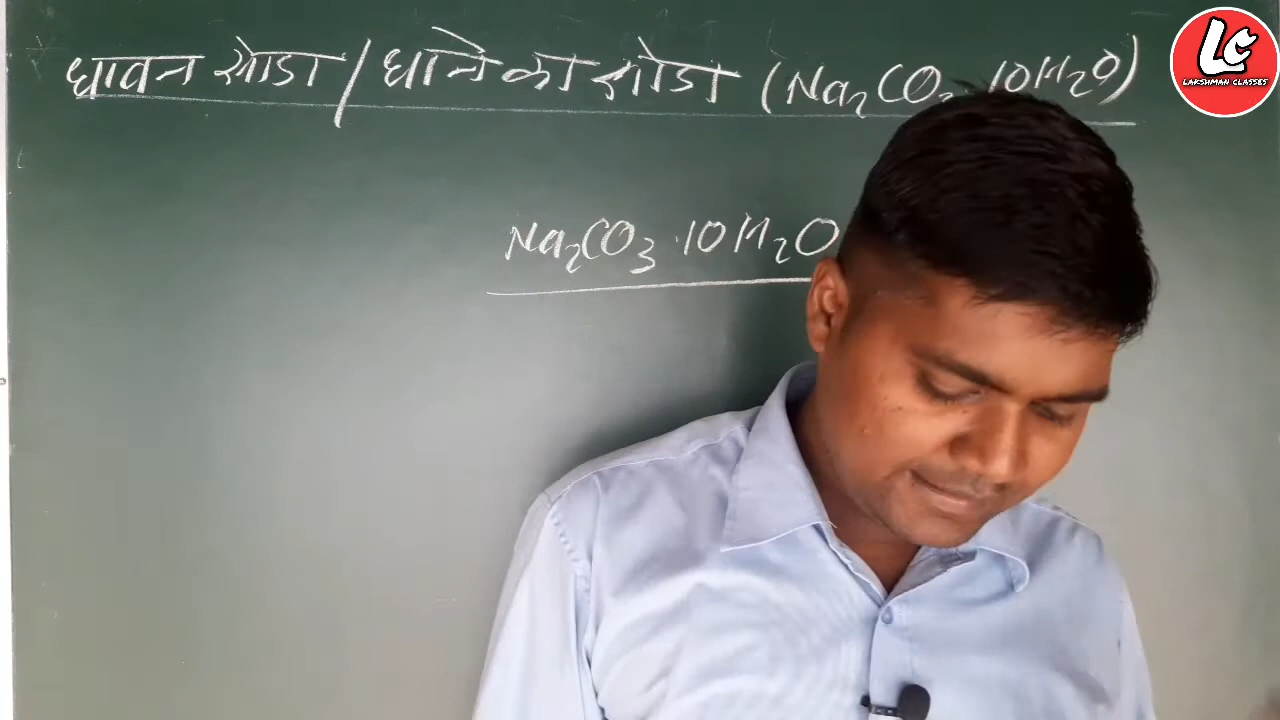 धावन सोडा / धाने का सोडा (Na₂CO₃ 10H₂O)
LC
LAKSHMAN CLASSES
Na₂CO₃ · 10H₂O